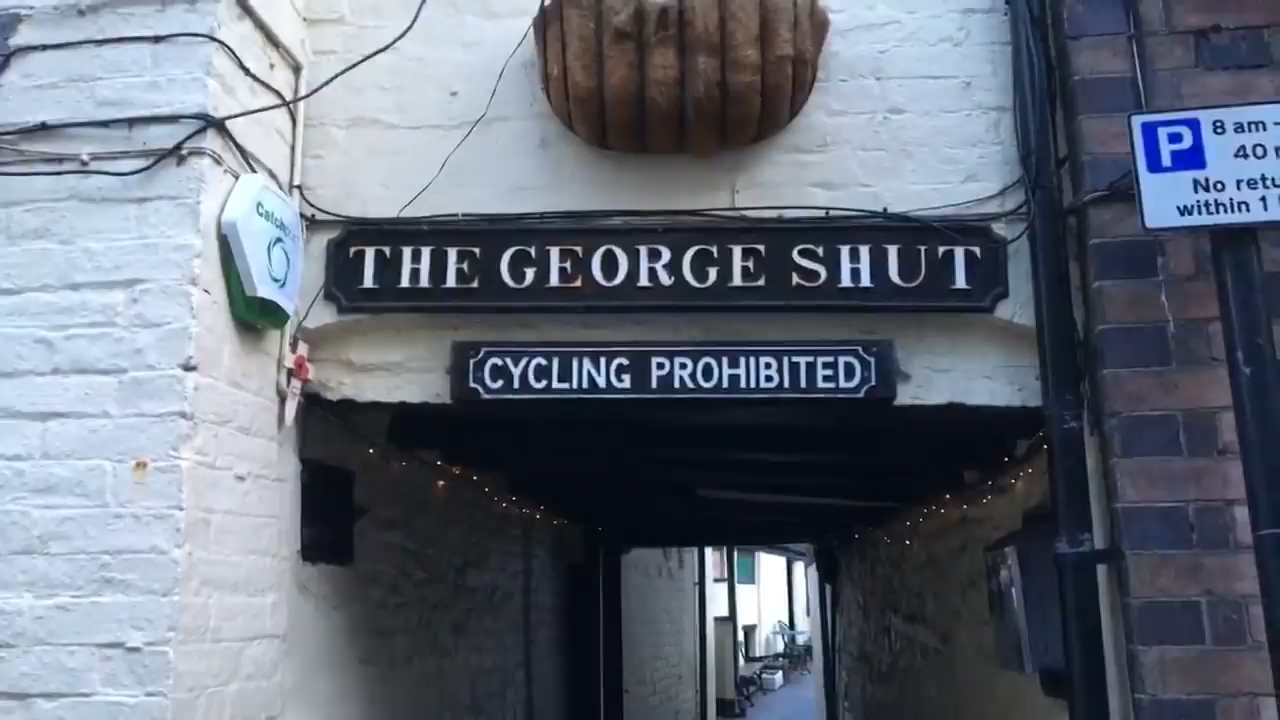 THE GEORGE SHUT
CYCLING PROHIBITED
P
8 am -
40
No retu
within 1